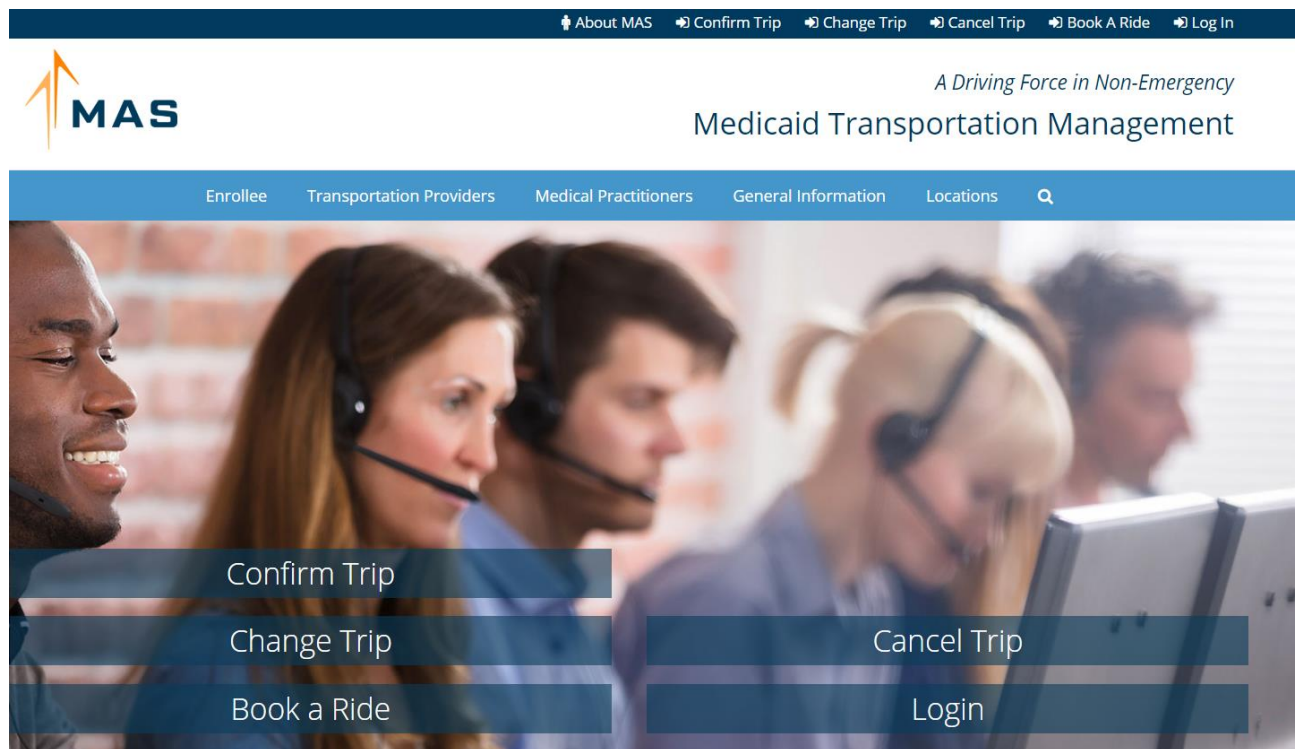 About MAS Confirm Trip Change Trip Cancel Trip Book A Ride Log In
MAS
A Driving Force in Non-Emergency
Medicaid Transportation Management
Enrollee Transportation Providers Medical Practitioners General Information Locations
Confirm Trip
Change Trip Cancel Trip
Book a Ride Login